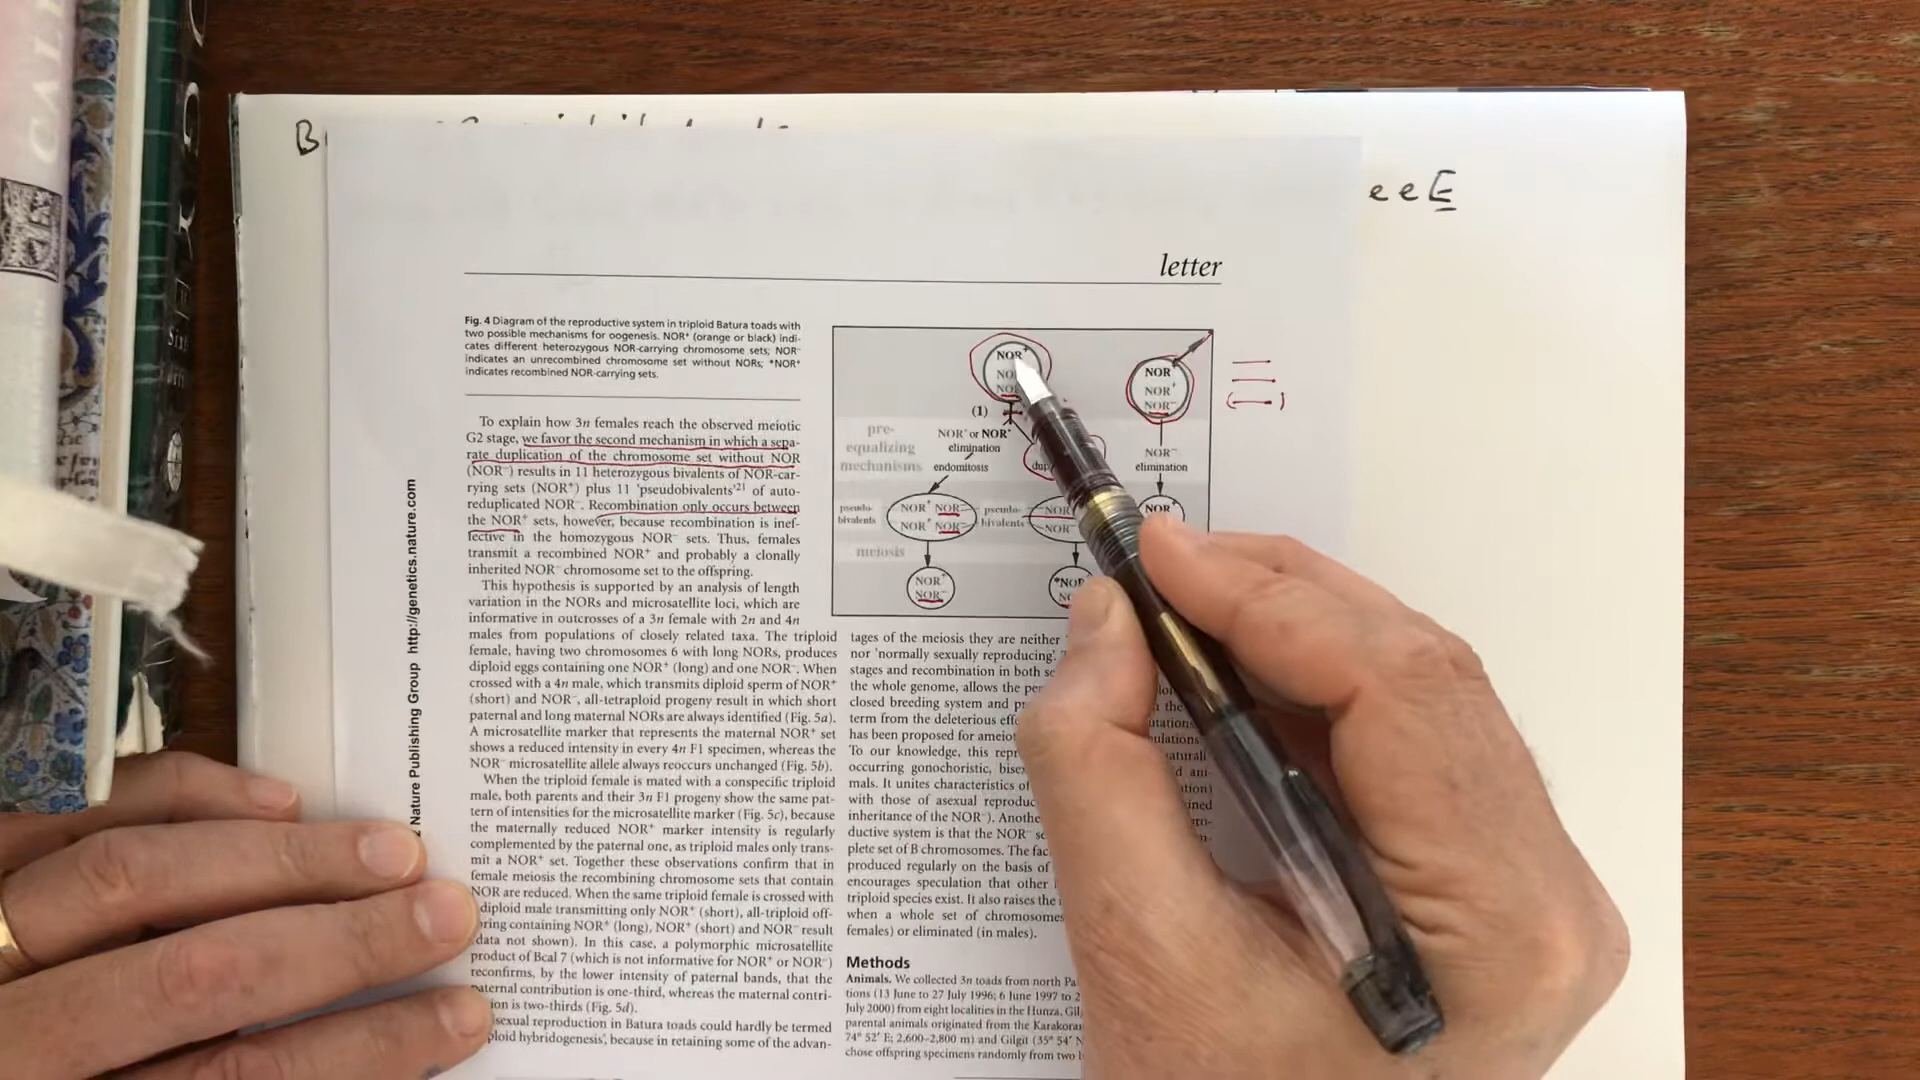 B
eeE
letter
Fig. 4 Diagram of the reproductive system in triploid Batura toads with
two possible mechanisms for oogenesis. NOR⁺ (orange or black) indi-
cates different heterozygous NOR-carrying chromosome sets; NOR⁻
indicates an unrecombined chromosome set without NORs; *NOR⁺
indicates recombined NOR-carrying sets.
NOR⁺
NOR⁺
NOR⁺
NOR⁻
(1)
pre-
equalizing
mechanisms
NOR⁺ or NOR⁺
elimination
endomitosis
dup
NOR⁻
elimination
pseudo-
bivalents
NOR⁺ NOR⁻
NOR⁺ NOR⁻
pseudo-
bivalents
NOR⁻
NOR⁻
NOR⁺
meiosis
NOR⁺
NOR⁻
*NOR
To explain how 3n females reach the observed meiotic
G2 stage, we favor the second mechanism in which a sepa-
rate duplication of the chromosome set without NOR
(NOR⁻) results in 11 heterozygous bivalents of NOR-car-
rying sets (NOR⁺) plus 11 'pseudobivalents'²¹ of auto-
reduplicated NOR⁻. Recombination only occurs between
the NOR⁺ sets, however, because recombination is inef-
fective in the homozygous NOR⁻ sets. Thus, females
transmit a recombined NOR⁺ and probably a clonally
inherited NOR⁻ chromosome set to the offspring.
This hypothesis is supported by an analysis of length
variation in the NORs and microsatellite loci, which are
informative in outcrosses of a 3n female with 2n and 4n
males from populations of closely related taxa. The triploid
female, having two chromosomes 6 with long NORs, produces
diploid eggs containing one NOR⁺ (long) and one NOR⁻. When
crossed with a 4n male, which transmits diploid sperm of NOR⁺
(short) and NOR⁻, all-tetraploid progeny result in which short
paternal and long maternal NORs are always identified (Fig. 5a).
A microsatellite marker that represents the maternal NOR⁺ set
shows a reduced intensity in every 4n F1 specimen, whereas the
NOR⁻ microsatellite allele always reoccurs unchanged (Fig. 5b).
When the triploid female is mated with a conspecific triploid
male, both parents and their 3n F1 progeny show the same pat-
tern of intensities for the microsatellite marker (Fig. 5c), because
the maternally reduced NOR⁺ marker intensity is regularly
complemented by the paternal one, as triploid males only trans-
mit a NOR⁺ set. Together these observations confirm that in
female meiosis the recombining chromosome sets that contain
NOR are reduced. When the same triploid female is crossed with
diploid male transmitting only NOR⁺ (short), all-triploid off-
pring containing NOR⁺ (long), NOR⁺ (short) and NOR⁻ result
data not shown). In this case, a polymorphic microsatellite
product of Bcal 7 (which is not informative for NOR⁺ or NOR⁻)
reconfirms, by the lower intensity of paternal bands, that the
paternal contribution is one-third, whereas the maternal contri-
ion is two-thirds (Fig. 5d).
sexual reproduction in Batura toads could hardly be termed
ploid hybridogenesis', because in retaining some of the advan-
tages of the meiosis they are neither
nor 'normally sexually reproducing'.
stages and recombination in both se
the whole genome, allows the per
closed breeding system and pr
term from the deleterious effe
has been proposed for ameiot
To our knowledge, this repr
occurring gonochoristic, bise
mals. It unites characteristics of
with those of asexual reproduc
inheritance of the NOR⁻). Anothe
ductive system is that the NOR⁻ se
plete set of B chromosomes. The fac
produced regularly on the basis of
encourages speculation that other
triploid species exist. It also raises the
when a whole set of chromosomes
females) or eliminated (in males).
Methods
Animals. We collected 3n toads from north Pa
tions (13 June to 27 July 1996; 6 June 1997 to 2
July 2000) from eight localities in the Hunza, Gil
parental animals originated from the Karakora
74° 52′ E; 2,600–2,800 m) and Gilgit (35° 54′ N
chose offspring specimens randomly from two
Nature Publishing Group http://genetics.nature.com